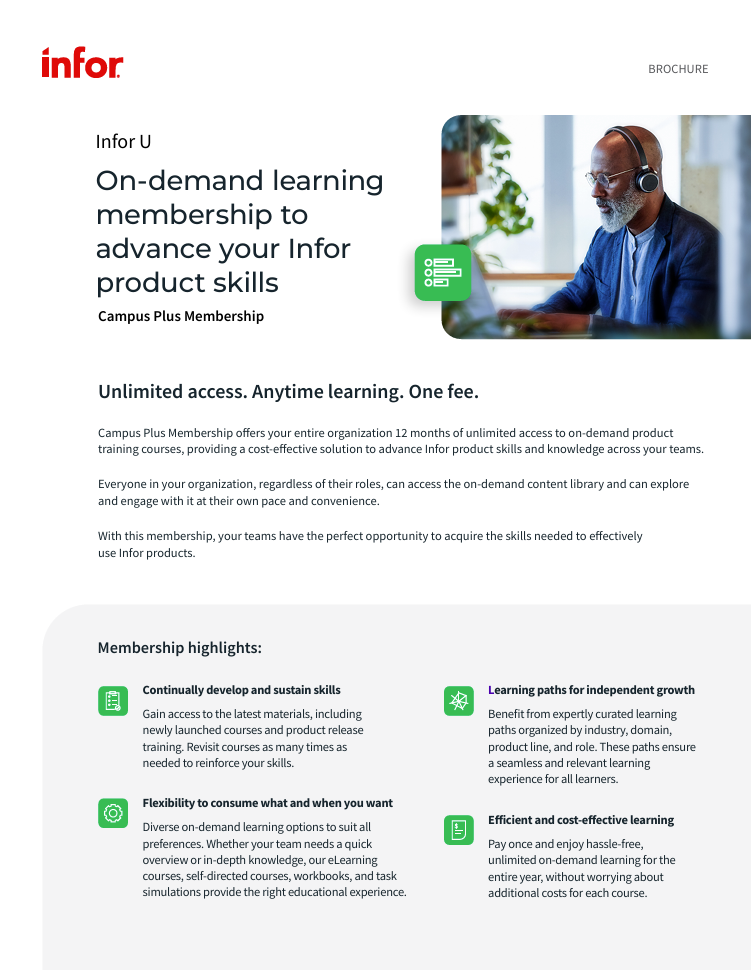 infor
BROCHURE
Infor U
On-demand learning
membership to
advance your Infor
product skills
Campus Plus Membership
Unlimited access. Anytime learning. One fee.
Campus Plus Membership offers your entire organization 12 months of unlimited access to on-demand product
training courses, providing a cost-effective solution to advance Infor product skills and knowledge across your teams.
Everyone in your organization, regardless of their roles, can access the on-demand content library and can explore
and engage with it at their own pace and convenience.
With this membership, your teams have the perfect opportunity to acquire the skills needed to effectively
use Infor products.
Membership highlights:
Continually develop and sustain skills
Gain access to the latest materials, including
newly launched courses and product release
training. Revisit courses as many times as
needed to reinforce your skills.
Flexibility to consume what and when you want
Diverse on-demand learning options to suit all
preferences. Whether your team needs a quick
overview or in-depth knowledge, our eLearning
courses, self-directed courses, workbooks, and task
simulations provide the right educational experience.
Learning paths for independent growth
Benefit from expertly curated learning
paths organized by industry, domain,
product line, and role. These paths ensure
a seamless and relevant learning
experience for all learners.
Efficient and cost-effective learning
Pay once and enjoy hassle-free,
unlimited on-demand learning for the
entire year, without worrying about
additional costs for each course.